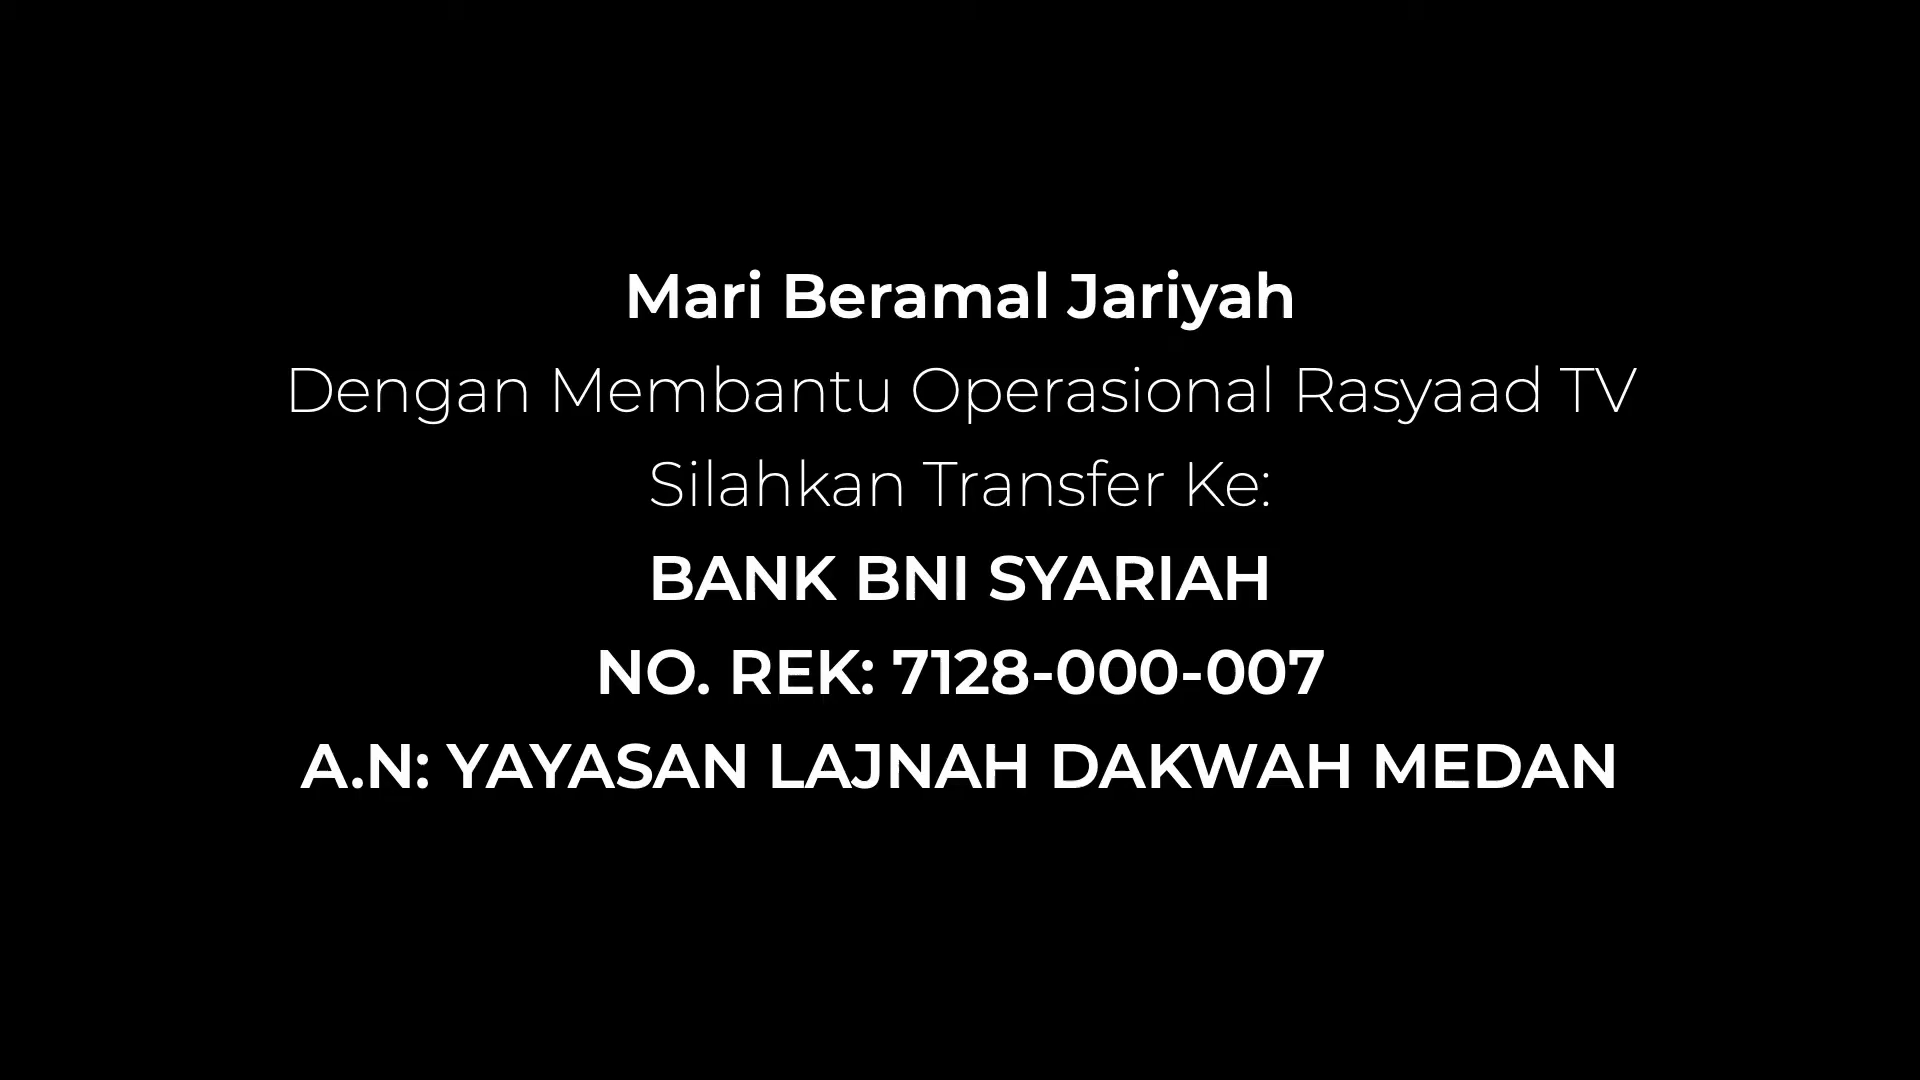 Mari Beramal Jariyah
Dengan Membantu Operasional Rasyaad TV
Silahkan Transfer Ke:
BANK BNI SYARIAH
NO. REK: 7128-000-007
A.N: YAYASAN LAJNAH DAKWAH MEDAN